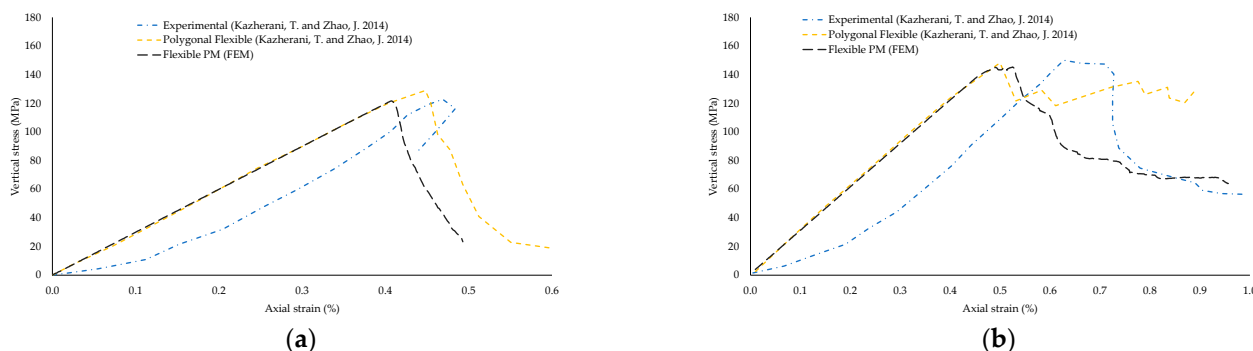 Experimental (Kazherani, T. and Zhao, J. 2014)
Polygonal Flexible (Kazherani, T. and Zhao, J. 2014)
Flexible PM (FEM)
180
160
140
120
100
80
60
40
20
0
Vertical stress (MPa)
0.0 0.1 0.2 0.3 0.4 0.5 0.6
Axial strain (%)
(a)
Experimental (Kazherani, T. and Zhao, J. 2014)
Polygonal Flexible (Kazherani, T. and Zhao, J. 2014)
Flexible PM (FEM)
180
160
140
120
100
80
60
40
20
0
Vertical stress (MPa)
0.0 0.1 0.2 0.3 0.4 0.5 0.6 0.7 0.8 0.9 1.0
Axial strain (%)
(b)